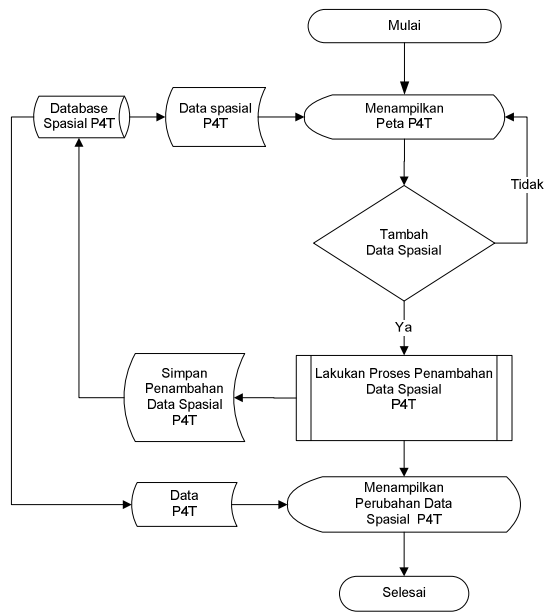 Mulai
Database
Spasial P4T
Data spasial
P4T
Menampilkan
Peta P4T
Tidak
Tambah
Data Spasial
Ya
Simpan
Penambahan
Data Spasial
P4T
Lakukan Proses Penambahan
Data Spasial
P4T
Data
P4T
Menampilkan
Perubahan Data
Spasial P4T
Selesai